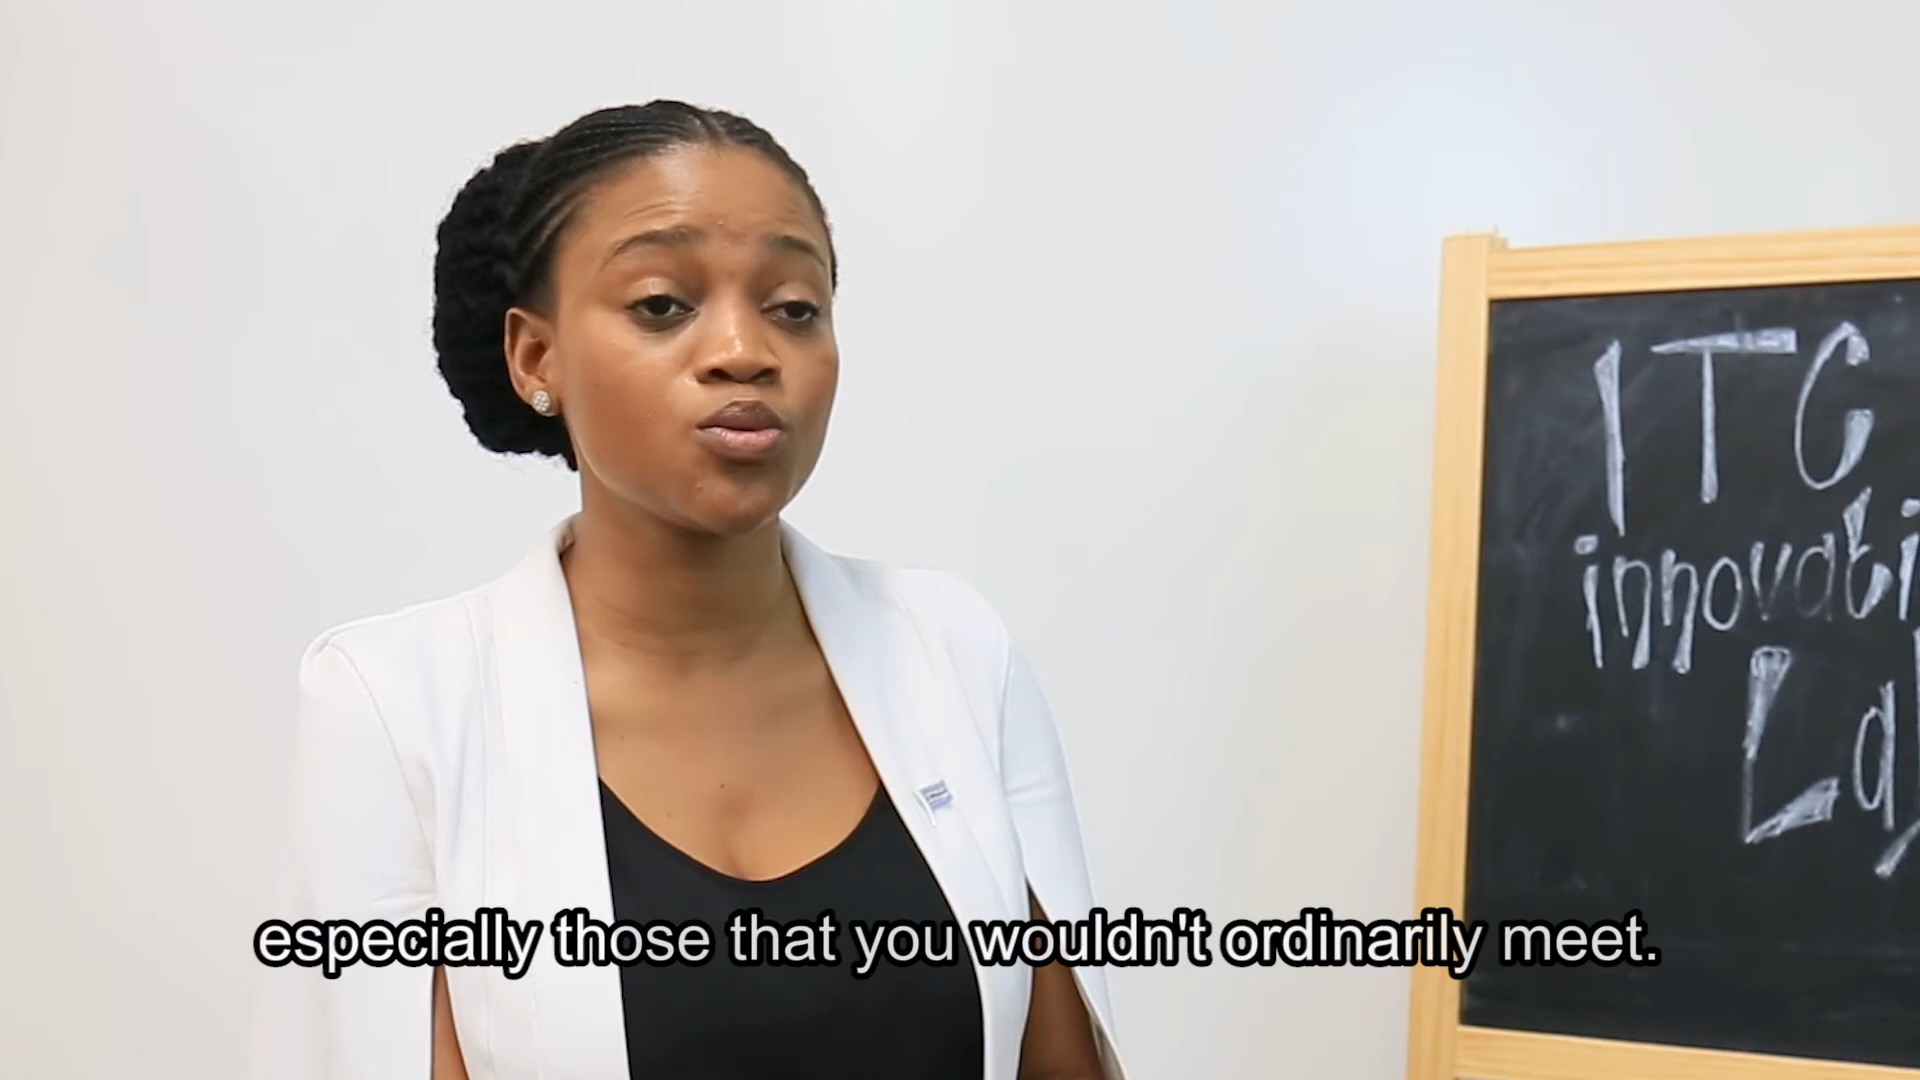 ITC
innovati
La
especially those that you wouldn't ordinarily meet.